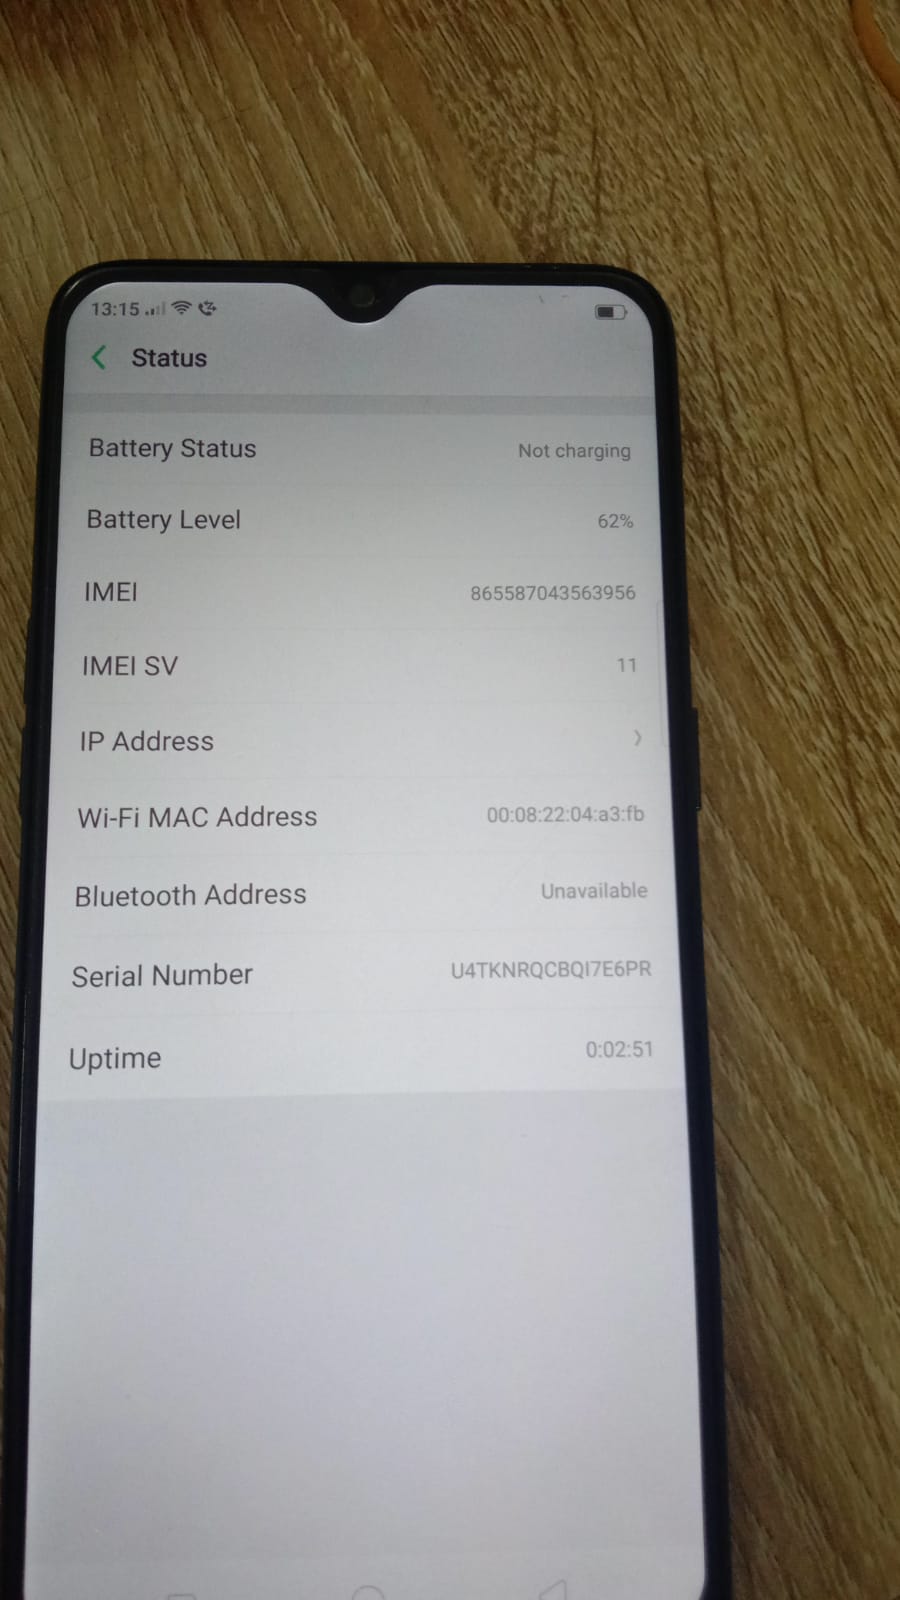 13:15
Status
Battery Status Not charging
Battery Level 62%
IMEI 865587043563956
IMEI SV 11
IP Address
Wi-Fi MAC Address 00:08:22:04:a3:fb
Bluetooth Address Unavailable
Serial Number U4TKNRQCBQI7E6PR
Uptime 0:02:51